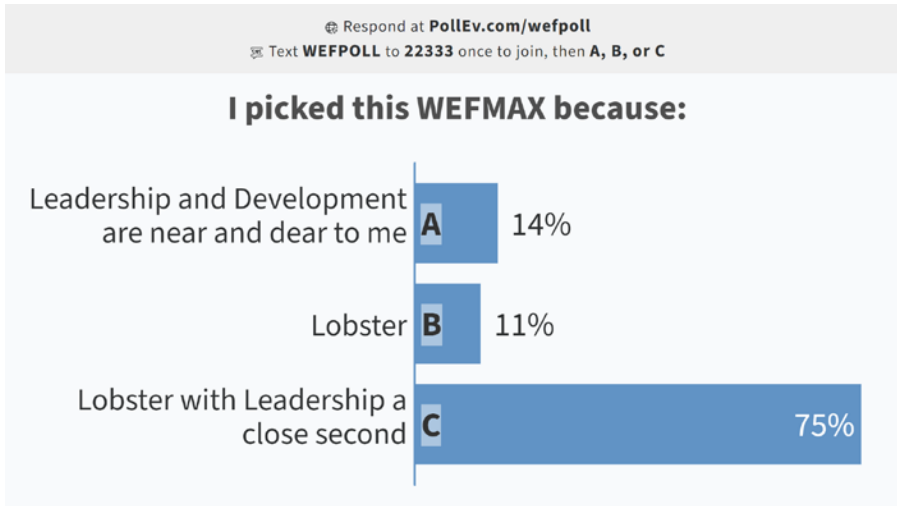 Respond at PollEv.com/wefpoll
Text WEFPOLL to 22333 once to join, then A, B, or C
I picked this WEFMAX because:
Leadership and Development
are near and dear to me
A
14%
Lobster
B
11%
Lobster with Leadership a
close second
C
75%